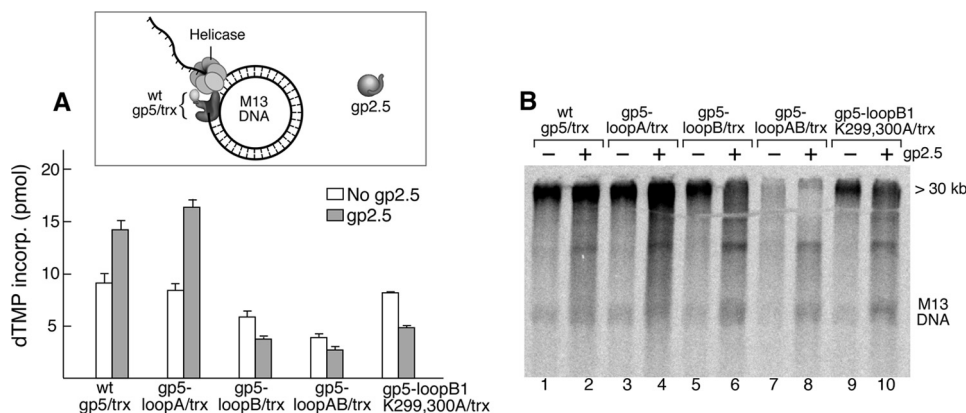 A
Helicase
wt
gp5/trx
M13
DNA
gp2.5
dTMP incorp. (pmol)
20
15
10
5
No gp2.5
gp2.5
wt
gp5/trx
gp5-
loopA/trx
gp5-
loopB/trx
gp5-
loopAB/trx
gp5-loopB1
K299,300A/trx
B
wt
gp5/trx
gp5-
loopA/trx
gp5-
loopB/trx
gp5-
loopAB/trx
gp5-loopB1
K299,300A/trx
− + − + − + − + − + gp2.5
> 30 kb
M13
DNA
1 2 3 4 5 6 7 8 9 10